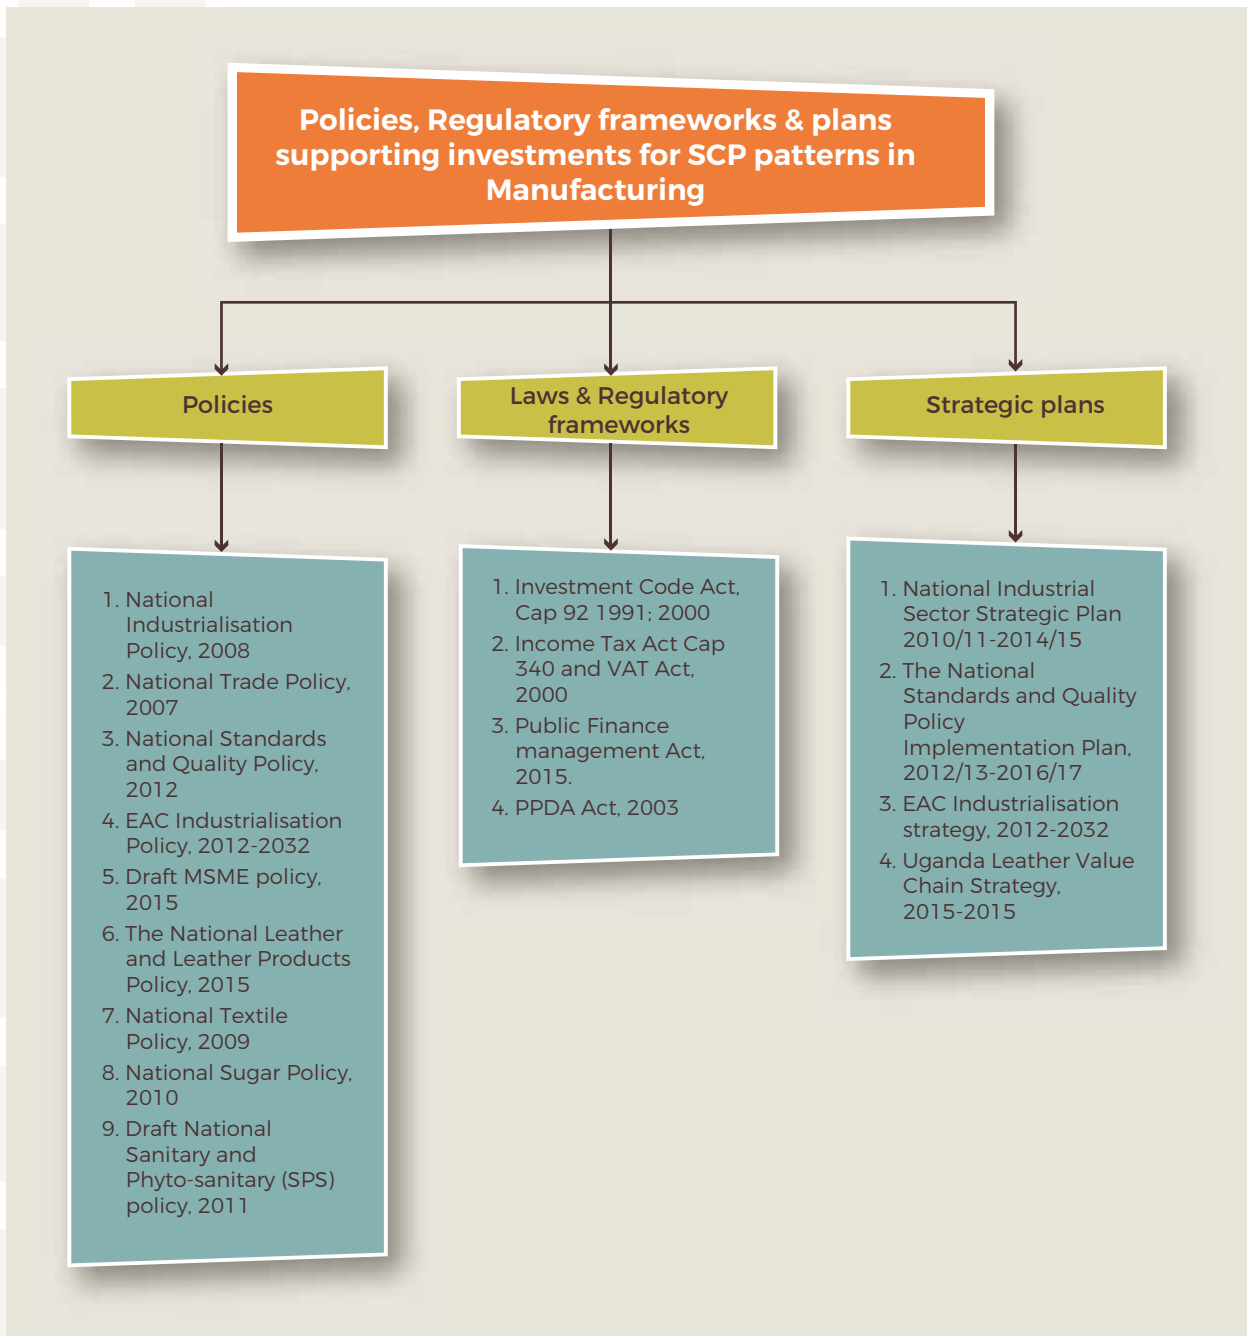 Policies, Regulatory frameworks & plans
supporting investments for SCP patterns in
Manufacturing
Policies
Laws & Regulatory
frameworks
Strategic plans
1. National
Industrialisation
Policy, 2008
2. National Trade Policy,
2007
3. National Standards
and Quality Policy,
2012
4. EAC Industrialisation
Policy, 2012-2032
5. Draft MSME policy,
2015
6. The National Leather
and Leather Products
Policy, 2015
7. National Textile
Policy, 2009
8. National Sugar Policy,
2010
9. Draft National
Sanitary and
Phyto-sanitary (SPS)
policy, 2011
1. Investment Code Act,
Cap 92 1991; 2000
2. Income Tax Act Cap
340 and VAT Act,
2000
3. Public Finance
management Act,
2015.
4. PPDA Act, 2003
1. National Industrial
Sector Strategic Plan
2010/11-2014/15
2. The National
Standards and Quality
Policy
Implementation Plan,
2012/13-2016/17
3. EAC Industrialisation
strategy, 2012-2032
4. Uganda Leather Value
Chain Strategy,
2015-2015